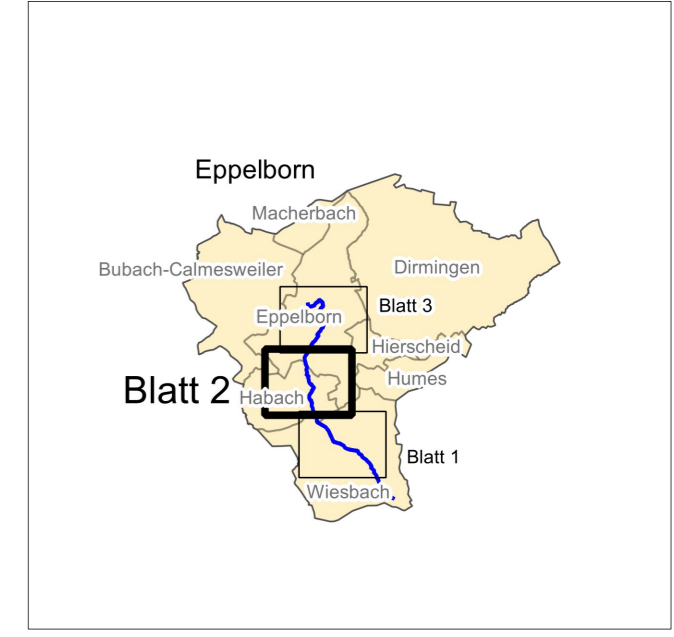 Eppelborn
Macherbach
Bubach-Calmesweiler
Dirmingen
Blatt 3
Eppelborn
Hierscheid
Humes
Blatt 2
Habach
Blatt 1
Wiesbach